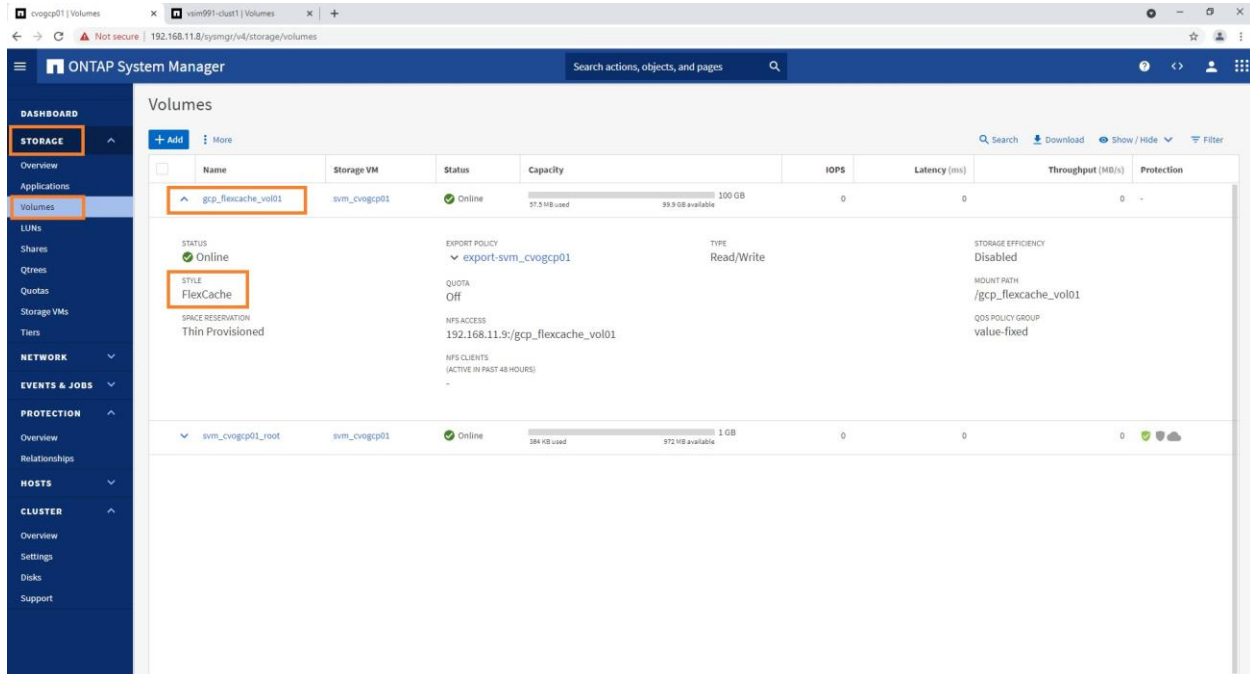 cvogcp01 | Volumes
vsim991-clust1 | Volumes
Not secure | 192.168.11.8/sysmgr/v4/storage/volumes
ONTAP System Manager
Search actions, objects, and pages
DASHBOARD
STORAGE
Overview
Applications
Volumes
LUNs
Shares
Qtrees
Quotas
Storage VMs
Tiers
NETWORK
EVENTS & JOBS
PROTECTION
Overview
Relationships
HOSTS
CLUSTER
Overview
Settings
Disks
Support
Volumes
+ Add
More
Search
Download
Show / Hide
Filter
Name Storage VM Status Capacity IOPS Latency (ms) Throughput (MB/s) Protection
gcp_flexcache_vol01 svm_cvogcp01 Online 100 GB 0 0 0 -
57.5 MB used 99.9 GB available
STATUS
Online
STYLE
FlexCache
SPACE RESERVATION
Thin Provisioned
EXPORT POLICY
export-svm_cvogcp01
QUOTA
Off
NFS ACCESS
192.168.11.9:/gcp_flexcache_vol01
NFS CLIENTS
(ACTIVE IN PAST 48 HOURS)
-
TYPE
Read/Write
STORAGE EFFICIENCY
Disabled
MOUNT PATH
/gcp_flexcache_vol01
QOS POLICY GROUP
value-fixed
svm_cvogcp01_root svm_cvogcp01 Online 1 GB 0 0 0
384 KB used 972 MB available